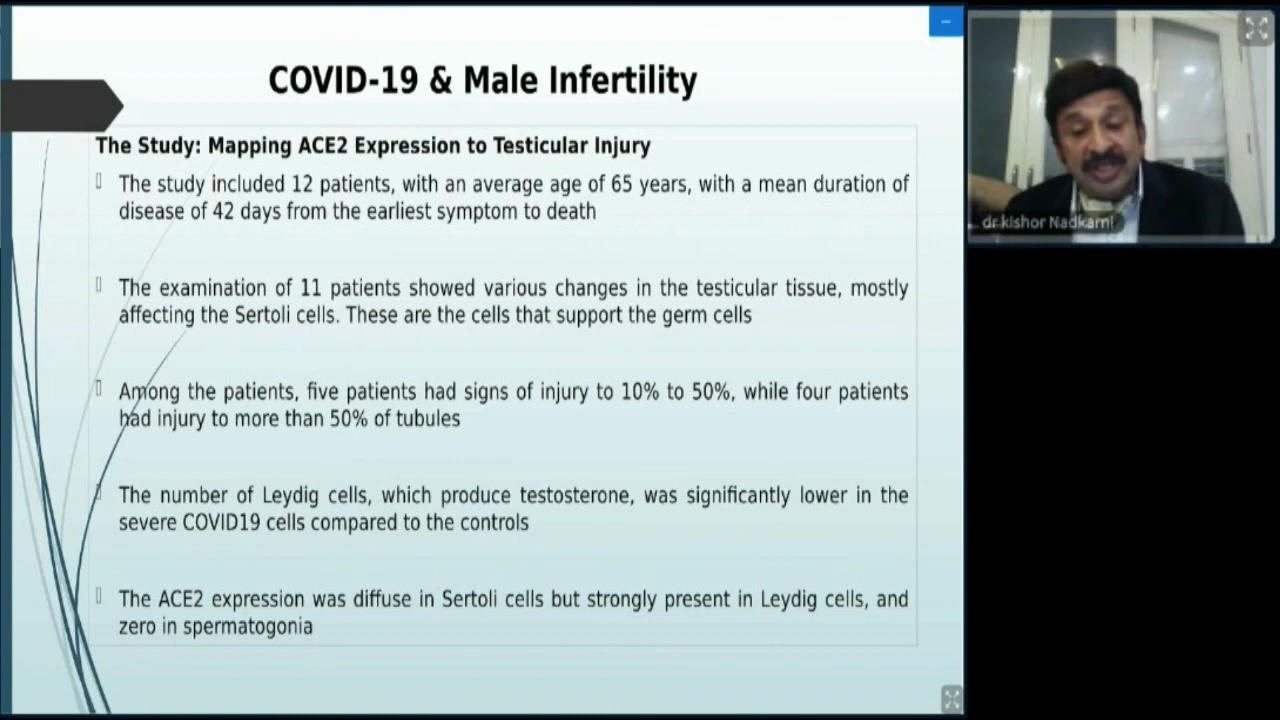 COVID-19 & Male Infertility
The Study: Mapping ACE2 Expression to Testicular Injury
The study included 12 patients, with an average age of 65 years, with a mean duration of
disease of 42 days from the earliest symptom to death
The examination of 11 patients showed various changes in the testicular tissue, mostly
affecting the Sertoli cells. These are the cells that support the germ cells
Among the patients, five patients had signs of injury to 10% to 50%, while four patients
had injury to more than 50% of tubules
The number of Leydig cells, which produce testosterone, was significantly lower in the
severe COVID19 cells compared to the controls
The ACE2 expression was diffuse in Sertoli cells but strongly present in Leydig cells, and
zero in spermatogonia
dr kishor Nadkarni